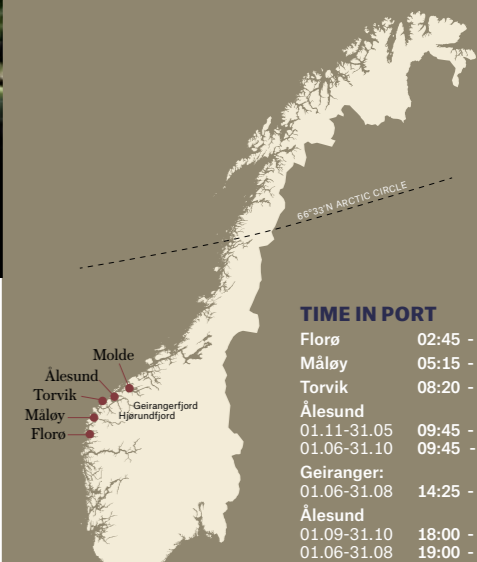 66°33'N ARCTIC CIRCLE
Molde
Ålesund
Torvik
Geirangerfjord
Hjørundfjord
Måløy
Florø
TIME IN PORT
Florø 02:45 -
Måløy 05:15 -
Torvik 08:20 -
Ålesund
01.11-31.05 09:45 -
01.06-31.10 09:45 -
Geiranger:
01.06-31.08 14:25 -
Ålesund
01.09-31.10 18:00 -
01.06-31.08 19:00 -